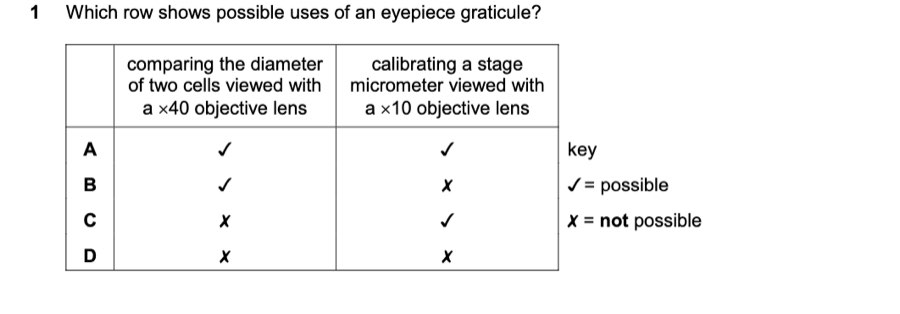 1 Which row shows possible uses of an eyepiece graticule?
comparing the diameter of two cells viewed with a ×40 objective lens | calibrating a stage micrometer viewed with a ×10 objective lens
A ✓ ✓ key
B ✓ ✗ ✓ = possible
C ✗ ✓ ✗ = not possible
D ✗ ✗